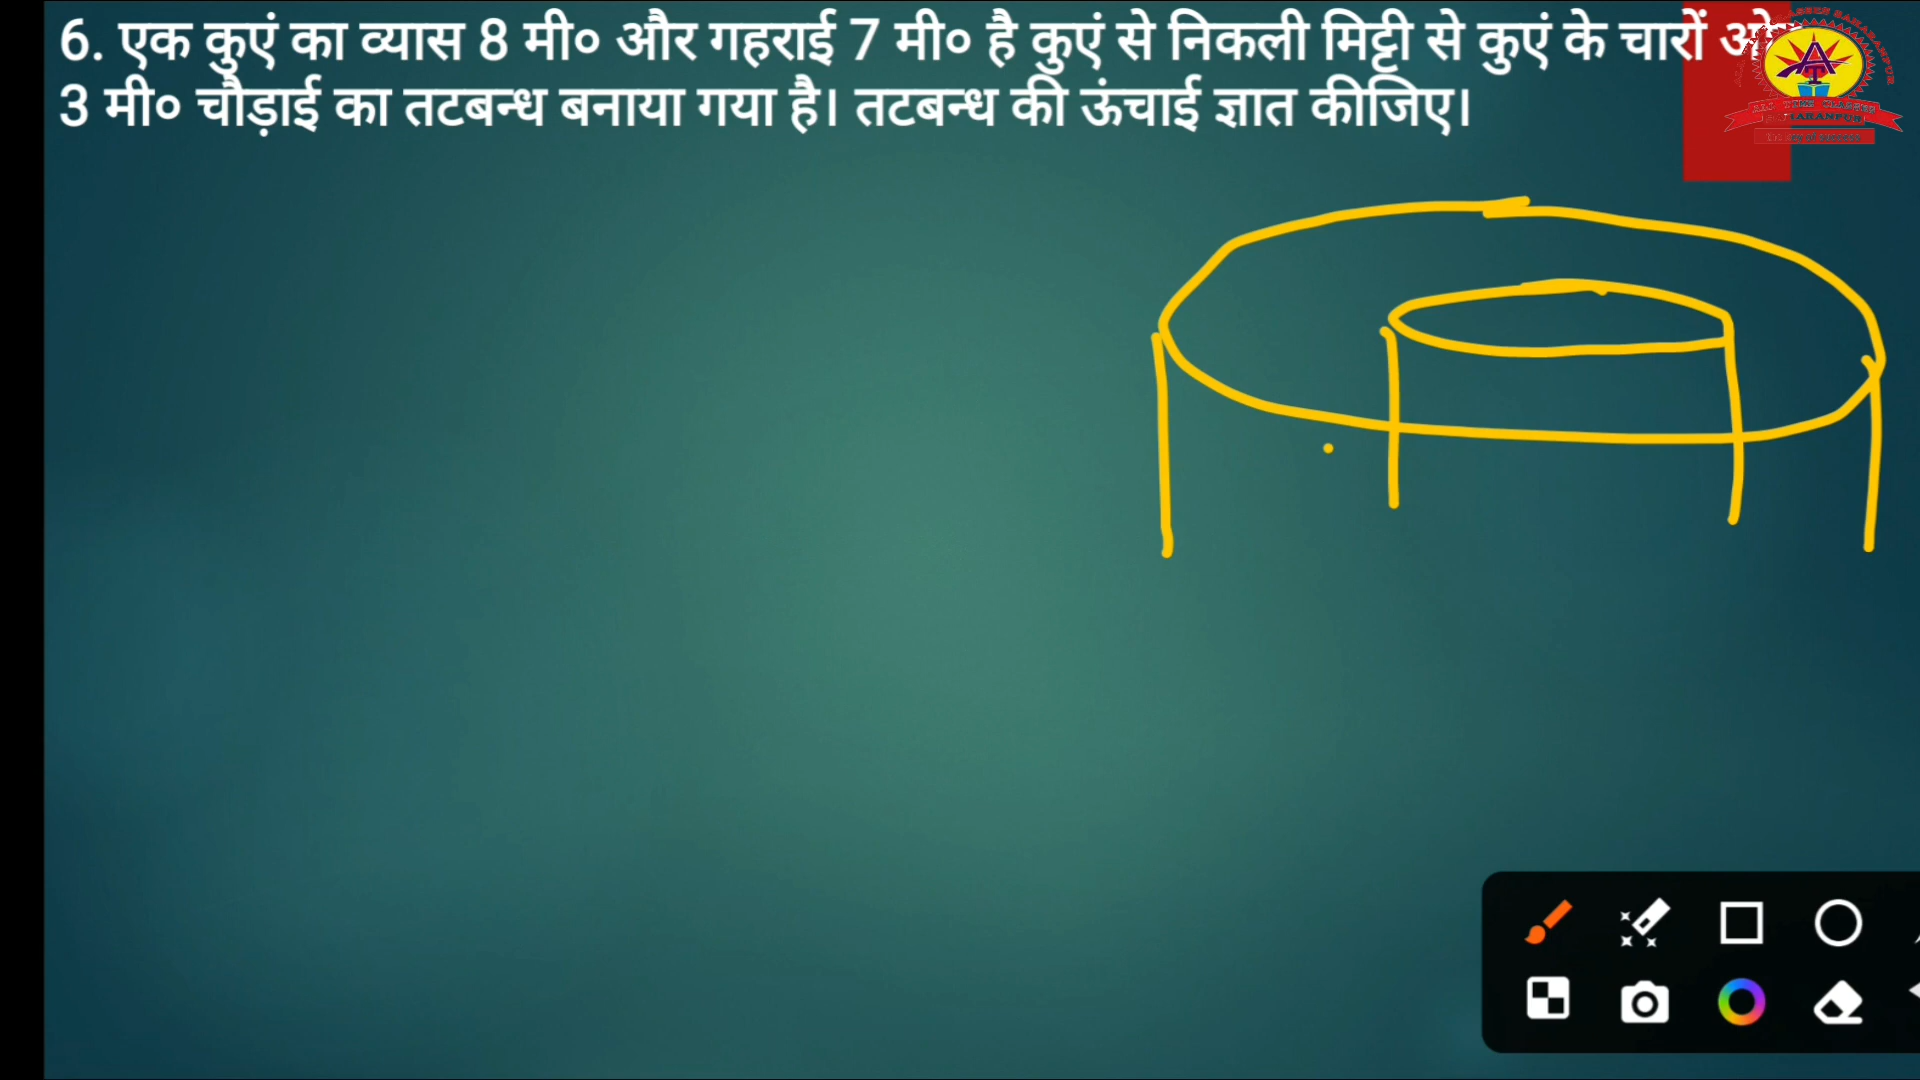 6. एक कुएं का व्यास 8 मी० और गहराई 7 मी० है कुएं से निकली मिट्टी से कुएं के चारों
3 मी० चौड़ाई का तटबन्ध बनाया गया है। तटबन्ध की ऊंचाई ज्ञात कीजिए।